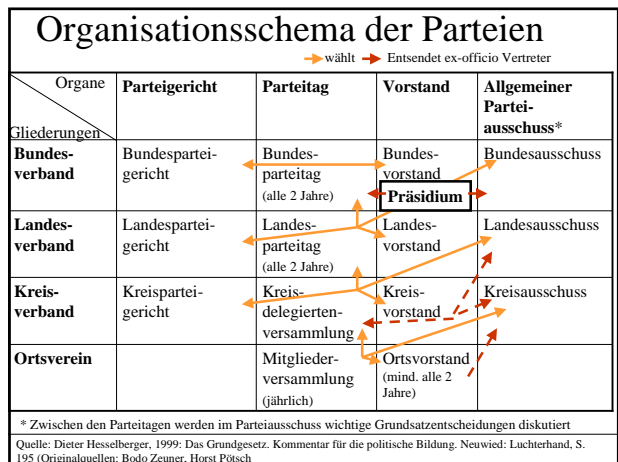 Organisationsschema der Parteien
wählt Entsendet ex-officio Vertreter
Organe
Gliederungen
Parteigericht
Parteitag
Vorstand
Allgemeiner
Partei-
ausschuss*
Bundes-
verband
Bundespartei-
gericht
Bundes-
parteitag
(alle 2 Jahre)
Bundes-
vorstand
Präsidium
Bundesausschuss
Landes-
verband
Landespartei-
gericht
Landes-
parteitag
(alle 2 Jahre)
Landes-
vorstand
Landesausschuss
Kreis-
verband
Kreispartei-
gericht
Kreis-
delegierten-
versammlung
Kreis-
vorstand
Kreisausschuss
Ortsverein
Mitglieder-
versammlung
(jährlich)
Ortsvorstand
(mind. alle 2
Jahre)
* Zwischen den Parteitagen werden im Parteiausschuss wichtige Grundsatzentscheidungen diskutiert
Quelle: Dieter Hesselberger, 1999: Das Grundgesetz. Kommentar für die politische Bildung. Neuwied: Luchterhand, S.
195 (Originalquellen: Bodo Zeuner, Horst Pötsch